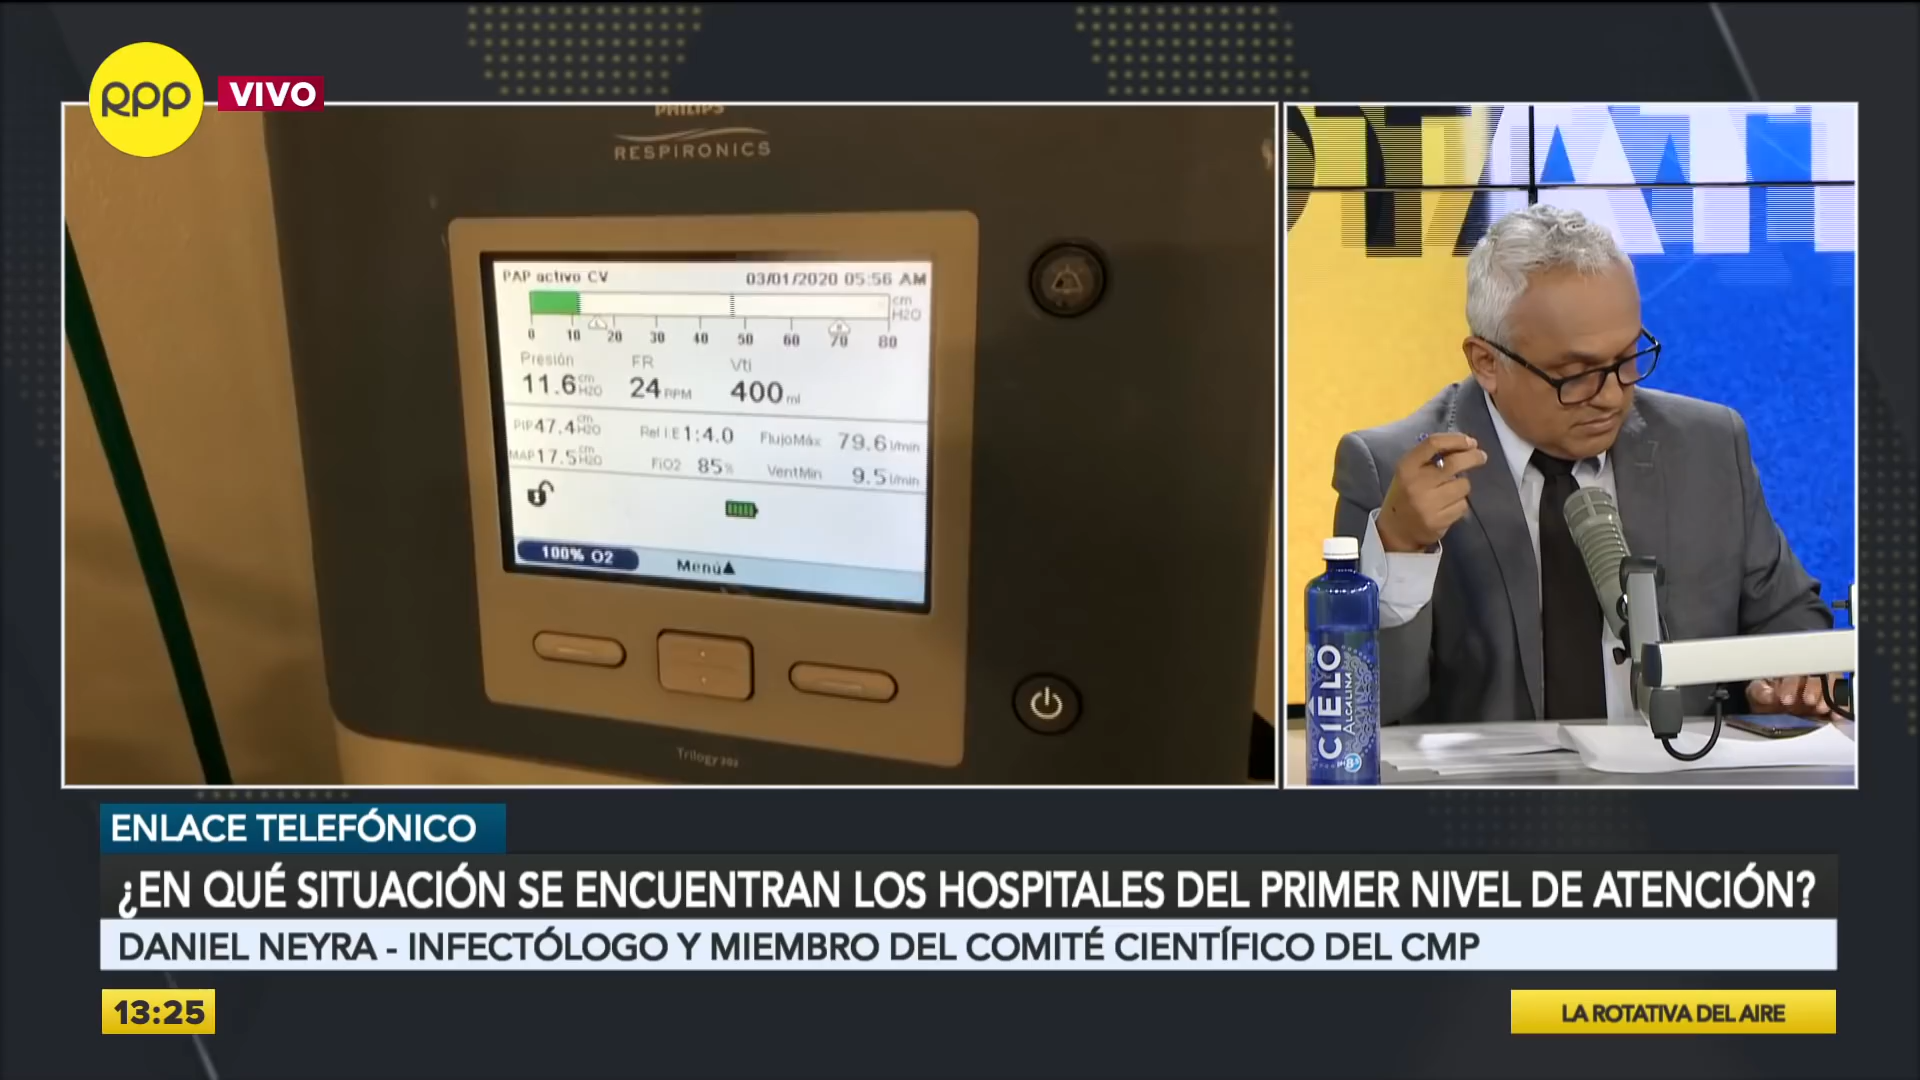 rpp
VIVO
PHILIPS
RESPIRONICS
PAP activo CV
03/01/2020 05:56 AM
cm
H2O
0 10 20 30 40 50 60 70 80
Presión
FR
Vti
11.6 cm H2O
24 RPM
400 ml
PIP 47.4 cm H2O
Rel I:E 1:4.0
FlujoMáx 79.6 l/min
MAP 17.5 cm H2O
FiO2 85%
VentMin 9.5 l/min
100% O2
Menú
Trilogy 202
CIELO
ALCALINA
ENLACE TELEFÓNICO
¿EN QUÉ SITUACIÓN SE ENCUENTRAN LOS HOSPITALES DEL PRIMER NIVEL DE ATENCIÓN?
DANIEL NEYRA - INFECTÓLOGO Y MIEMBRO DEL COMITÉ CIENTÍFICO DEL CMP
13:25
LA ROTATIVA DEL AIRE